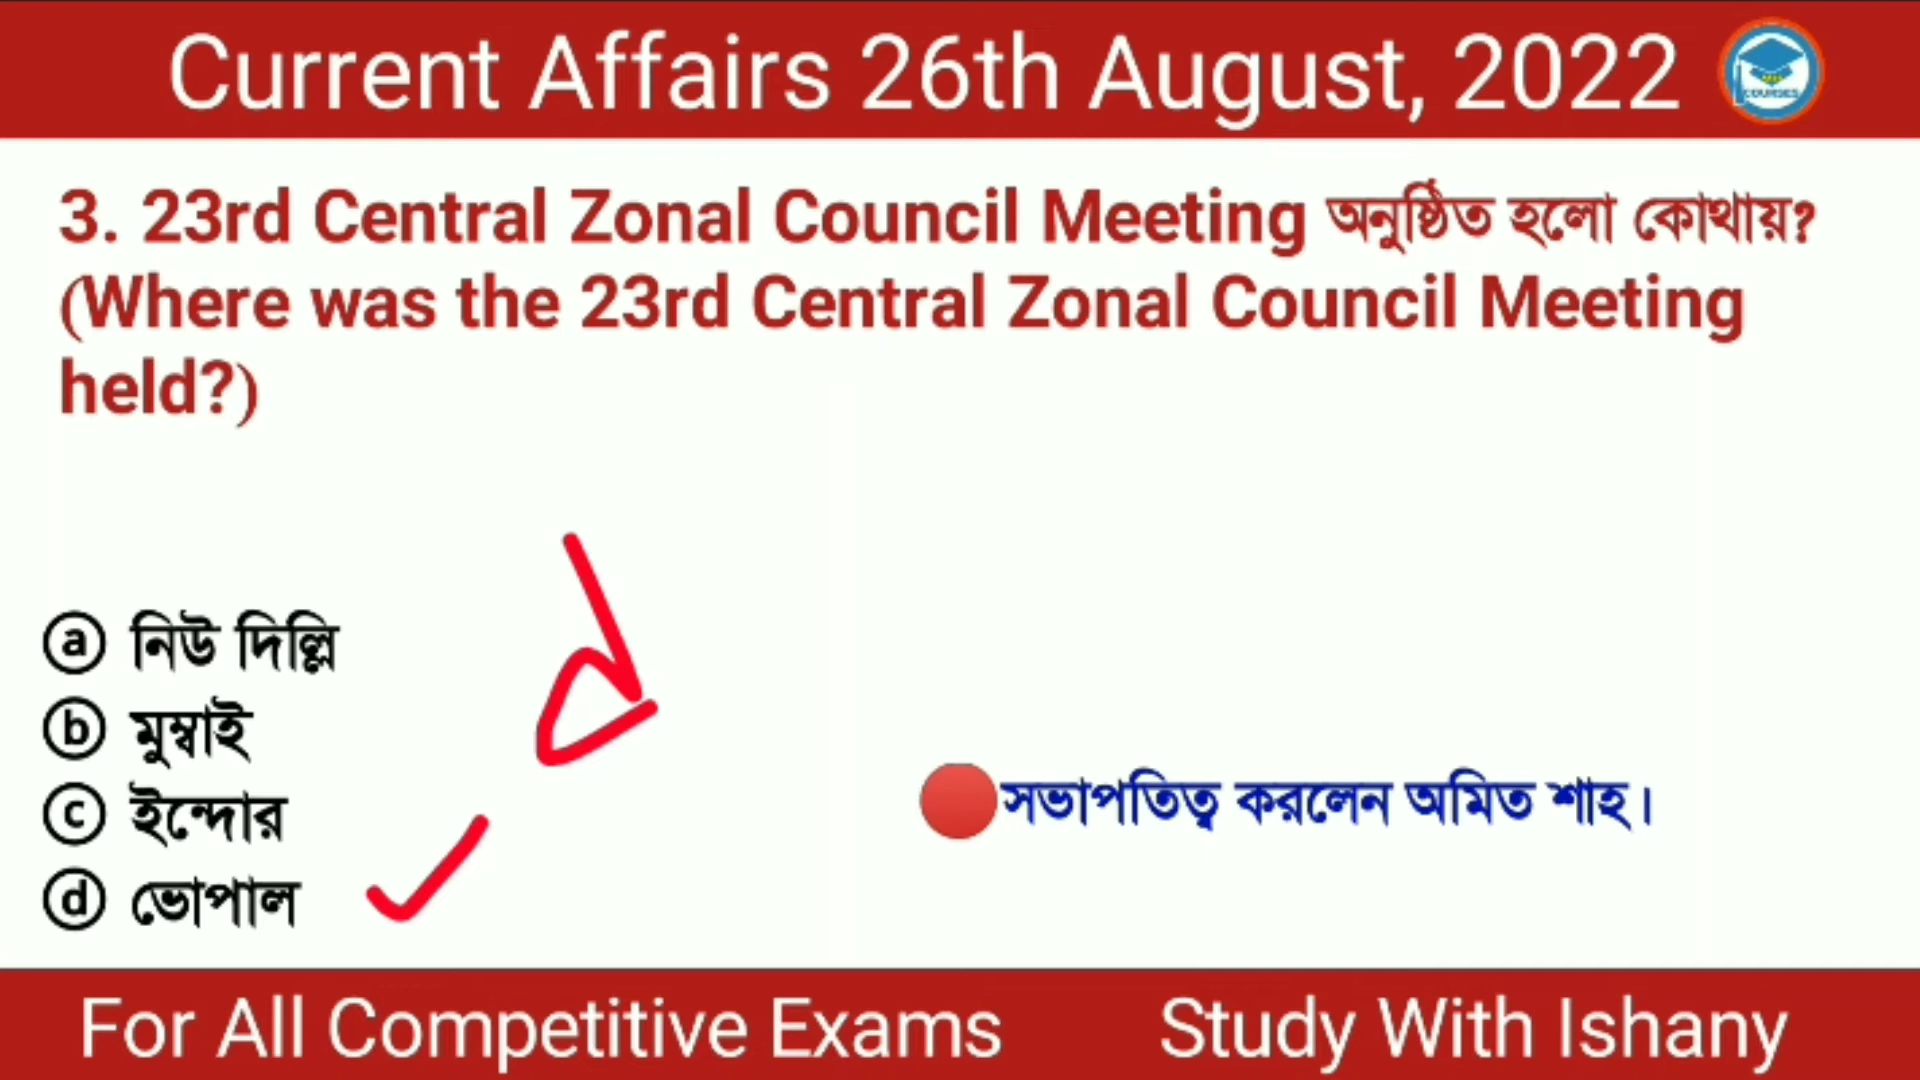 Current Affairs 26th August, 2022
COURSES
3. 23rd Central Zonal Council Meeting অনুষ্ঠিত হলো কোথায়?
(Where was the 23rd Central Zonal Council Meeting
held?)
d
ⓐ নিউ দিল্লি
ⓑ মুম্বাই
ⓒ ইন্দোর
ⓓ ভোপাল
সভাপতিত্ব করলেন অমিত শাহ।
For All Competitive Exams
Study With Ishany